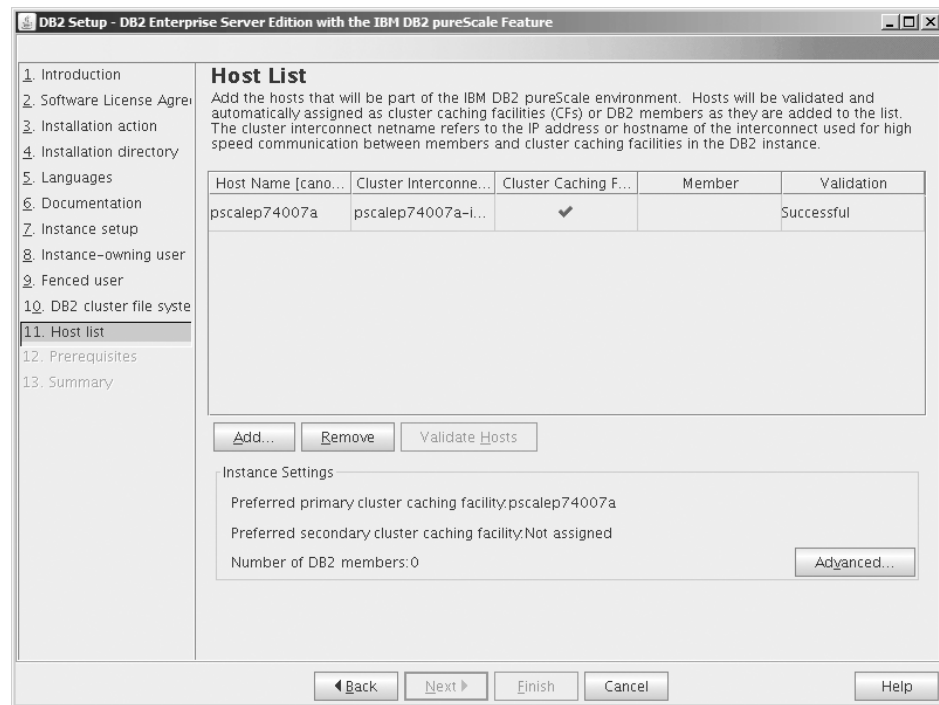 DB2 Setup - DB2 Enterprise Server Edition with the IBM DB2 pureScale Feature
1. Introduction
2. Software License Agre
3. Installation action
4. Installation directory
5. Languages
6. Documentation
7. Instance setup
8. Instance-owning user
9. Fenced user
10. DB2 cluster file syste
11. Host list
12. Prerequisites
13. Summary
Host List
Add the hosts that will be part of the IBM DB2 pureScale environment. Hosts will be validated and
automatically assigned as cluster caching facilities (CFs) or DB2 members as they are added to the list.
The cluster interconnect netname refers to the IP address or hostname of the interconnect used for high
speed communication between members and cluster caching facilities in the DB2 instance.
Host Name [cano... Cluster Interconne... Cluster Caching F... Member Validation
pscalep74007a pscalep74007a-i... Successful
Add... Remove Validate Hosts
Instance Settings
Preferred primary cluster caching facility:pscalep74007a
Preferred secondary cluster caching facility:Not assigned
Number of DB2 members:0
Advanced...
Back Next Finish Cancel Help